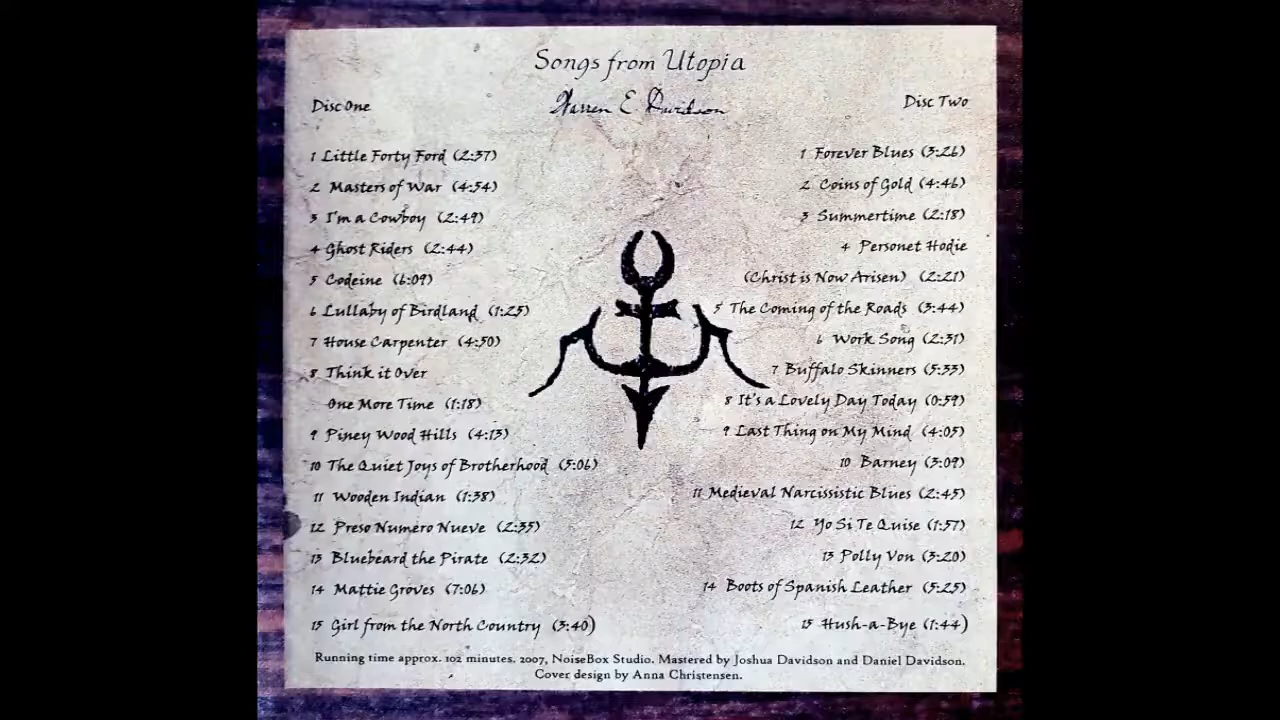 Songs from Utopia
Warren E Davidson
Disc One
1 Little Forty Ford (2:37)
2 Masters of War (4:54)
3 I'm a Cowboy (2:49)
4 Ghost Riders (2:44)
5 Codeine (6:09)
6 Lullaby of Birdland (1:25)
7 House Carpenter (4:50)
8 Think it Over
One More Time (1:18)
9 Piney Wood Hills (4:13)
10 The Quiet Joys of Brotherhood (5:06)
11 Wooden Indian (1:38)
12 Preso Numero Nueve (2:35)
13 Bluebeard the Pirate (2:32)
14 Mattie Groves (7:06)
15 Girl from the North Country (3:40)
Disc Two
1 Forever Blues (3:26)
2 Coins of Gold (4:46)
3 Summertime (2:18)
4 Personet Hodie
(Christ is Now Arisen) (2:21)
5 The Coming of the Roads (3:44)
6 Work Song (2:31)
7 Buffalo Skinners (5:33)
8 It's a Lovely Day Today (0:59)
9 Last Thing on My Mind (4:05)
10 Barney (3:09)
11 Medieval Narcissistic Blues (2:45)
12 Yo Si Te Quise (1:57)
13 Polly Von (3:20)
14 Boots of Spanish Leather (5:25)
15 Hush-a-Bye (1:44)
Running time approx. 102 minutes. 2007, NoiseBox Studio. Mastered by Joshua Davidson and Daniel Davidson.
Cover design by Anna Christensen.